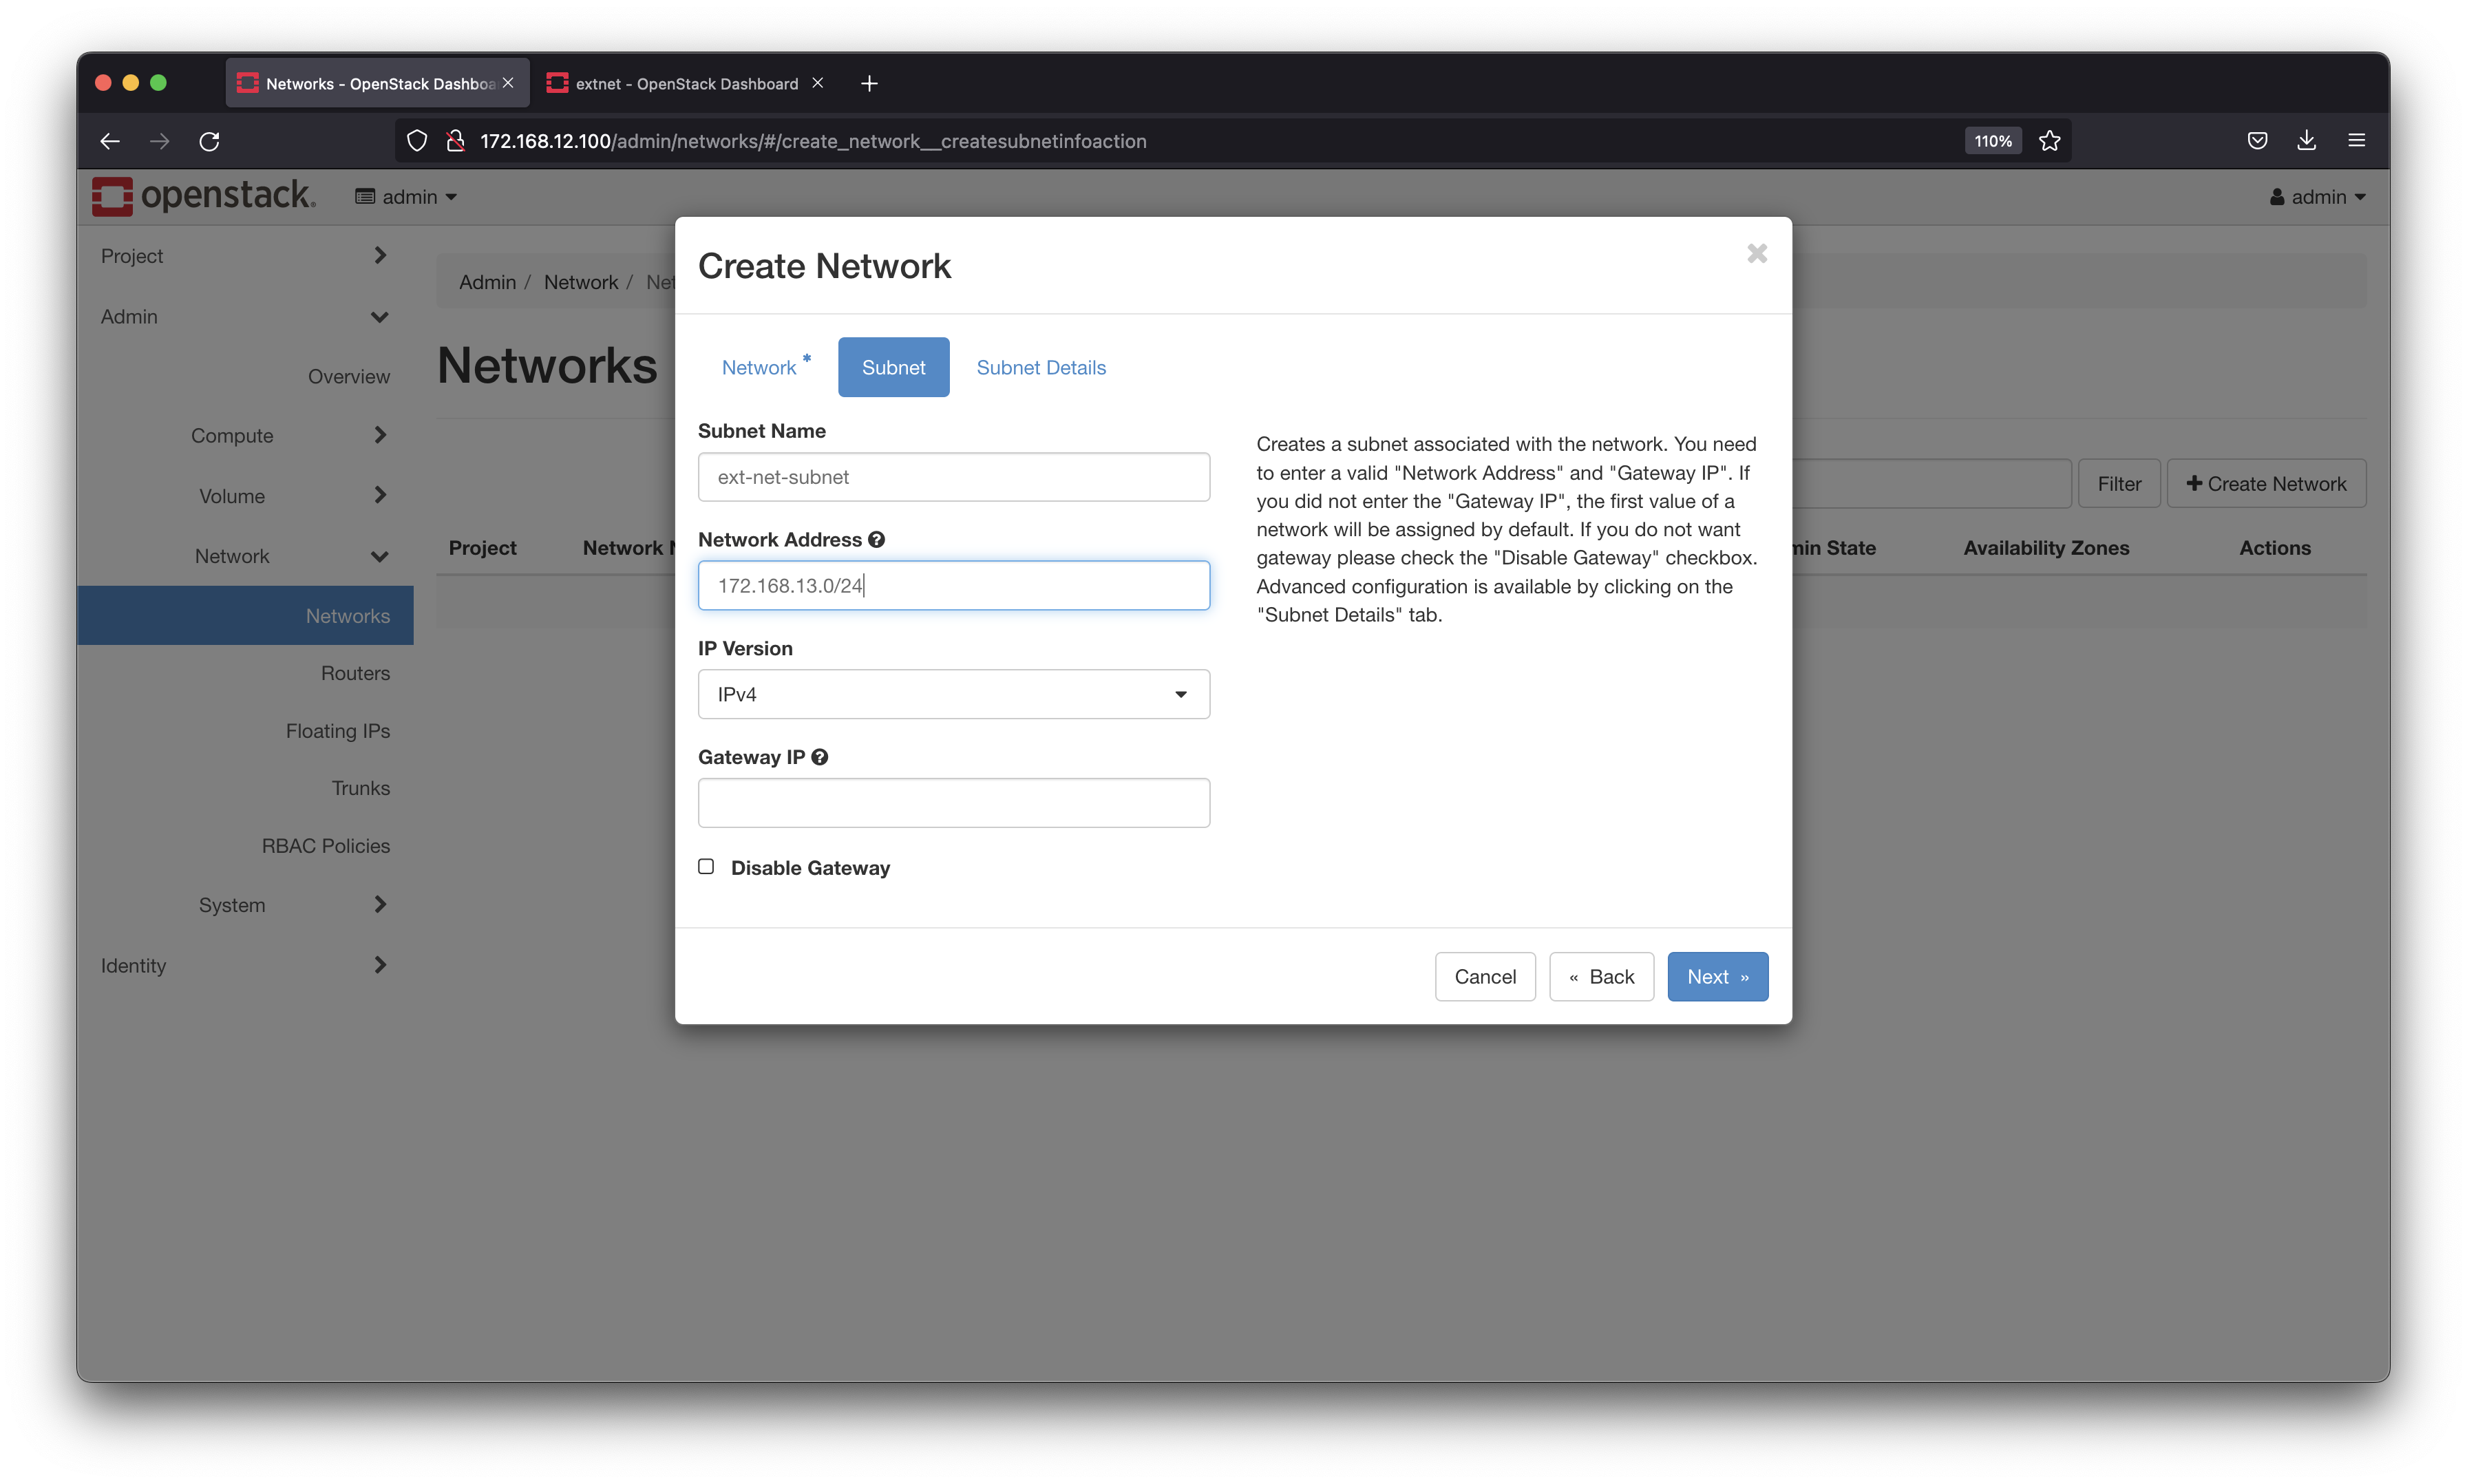 Networks - OpenStack Dashboa
extnet - OpenStack Dashboard
172.168.12.100/admin/networks/#/create_network__createsubnetinfoaction
110%
openstack.
admin
admin
Project
Admin
Overview
Compute
Volume
Network
Networks
Routers
Floating IPs
Trunks
RBAC Policies
System
Identity
Admin / Network / Net
Networks
Filter
Create Network
Project
Network N
min State
Availability Zones
Actions
Create Network
Network *
Subnet
Subnet Details
Subnet Name
ext-net-subnet
Network Address
172.168.13.0/24
IP Version
IPv4
Gateway IP
Disable Gateway
Creates a subnet associated with the network. You need
to enter a valid "Network Address" and "Gateway IP". If
you did not enter the "Gateway IP", the first value of a
network will be assigned by default. If you do not want
gateway please check the "Disable Gateway" checkbox.
Advanced configuration is available by clicking on the
"Subnet Details" tab.
Cancel
« Back
Next »